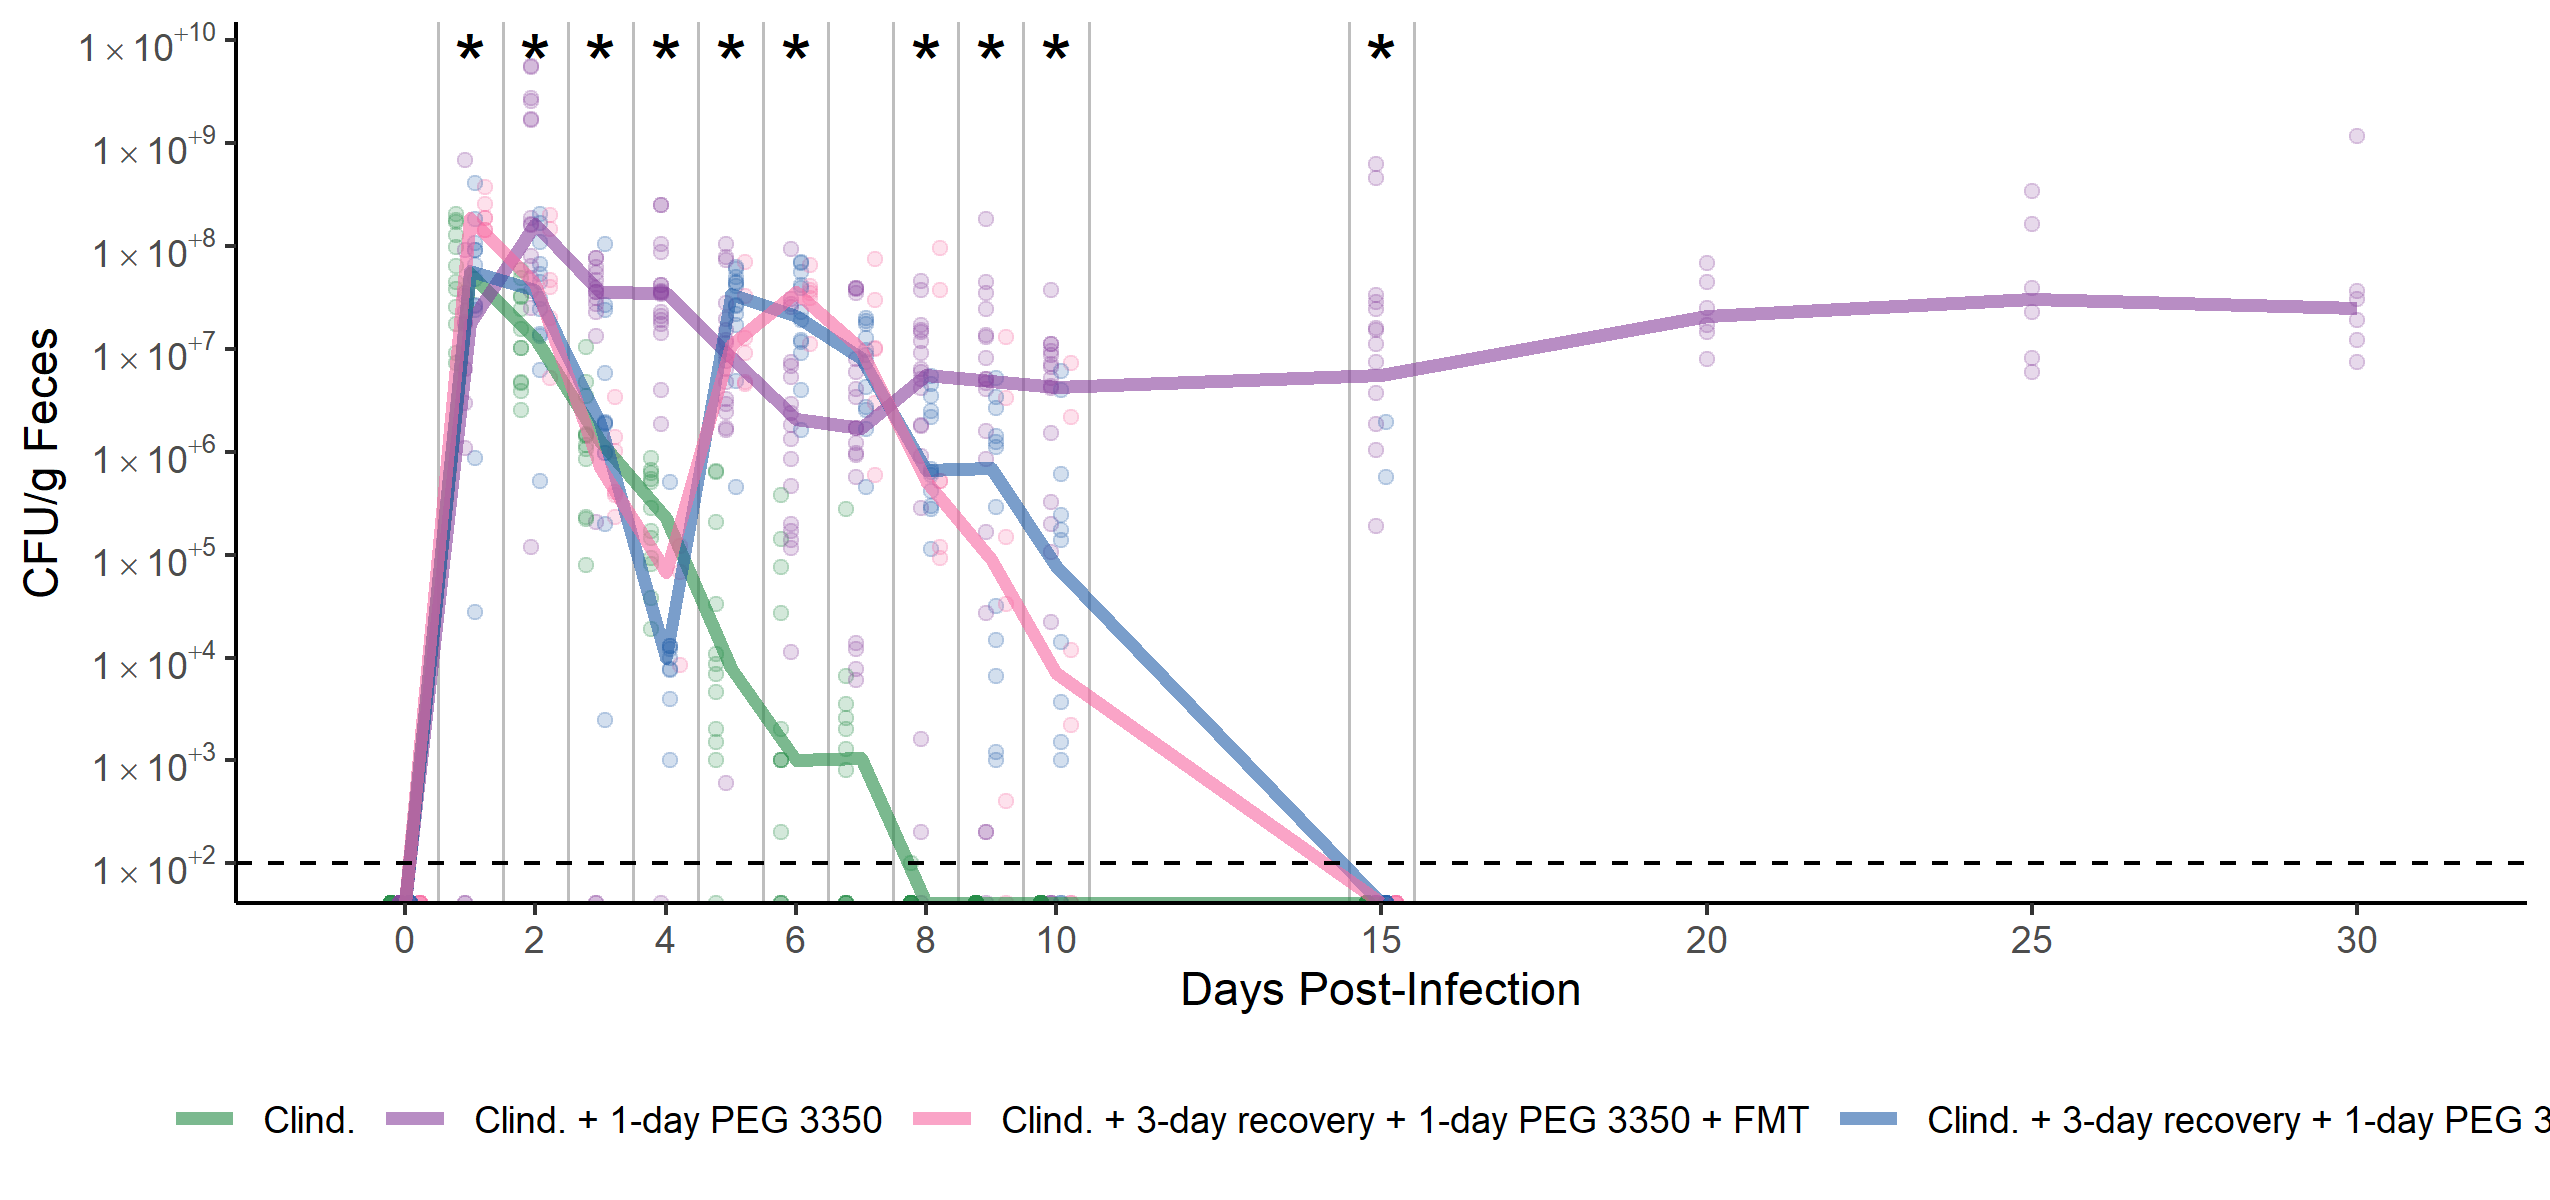 * * * * * * * * * *
1 × 10+10
1 × 10+9
1 × 10+8
1 × 10+7
1 × 10+6
1 × 10+5
1 × 10+4
1 × 10+3
1 × 10+2
CFU/g Feces
0 2 4 6 8 10 15 20 25 30
Days Post-Infection
Clind. Clind. + 1-day PEG 3350 Clind. + 3-day recovery + 1-day PEG 3350 + FMT Clind. + 3-day recovery + 1-day PEG 3